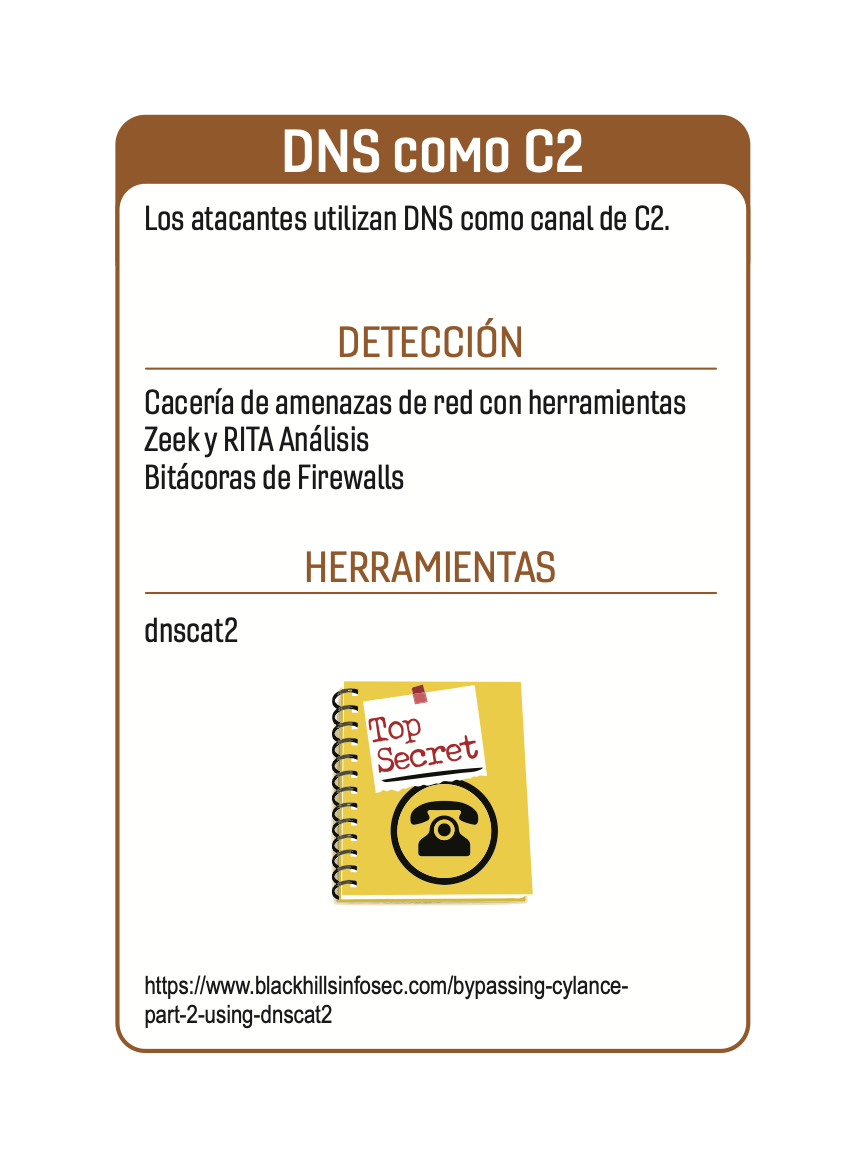 DNS como C2
Los atacantes utilizan DNS como canal de C2.
DETECCIÓN
Cacería de amenazas de red con herramientas
Zeek y RITA Análisis
Bitácoras de Firewalls
HERRAMIENTAS
dnscat2
Top
Secret
https://www.blackhillsinfosec.com/bypassing-cylance-
part-2-using-dnscat2